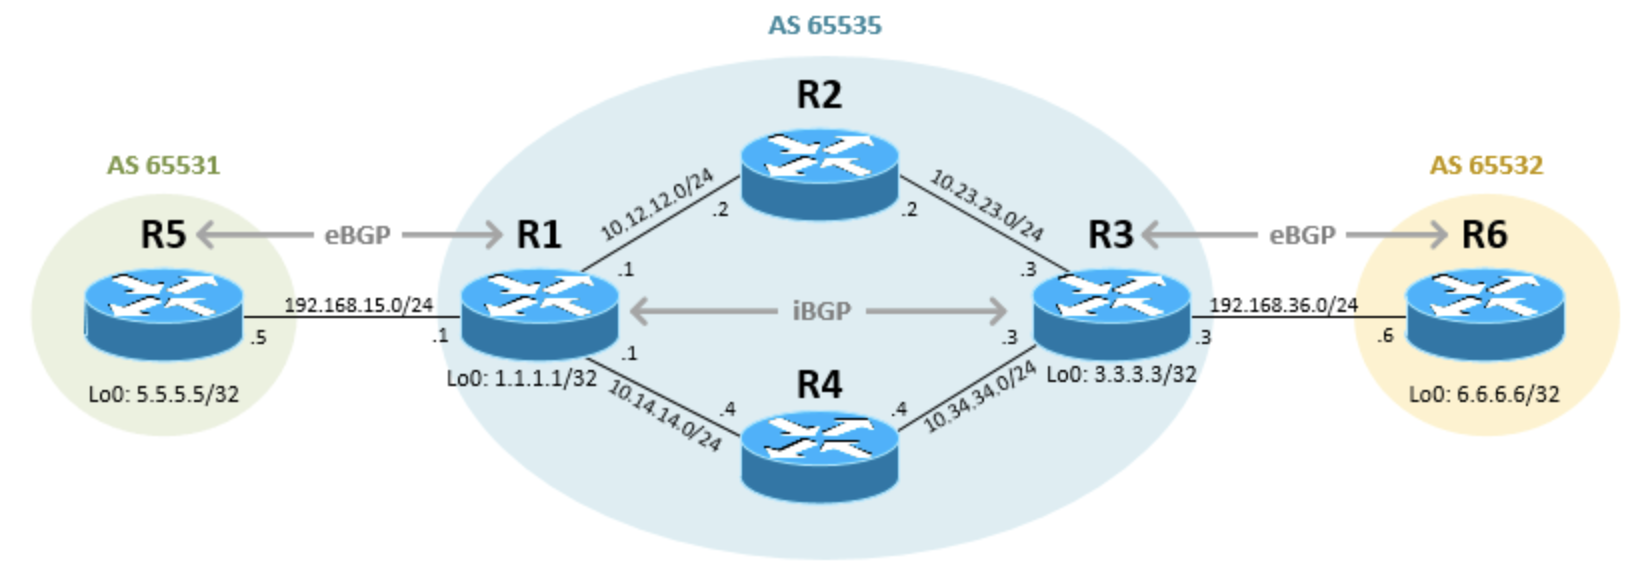 AS 65535
R2
AS 65531
AS 65532
10.12.12.0/24
10.23.23.0/24
.2
.2
R5
eBGP
R1
R3
eBGP
R6
.1
.3
192.168.15.0/24
iBGP
192.168.36.0/24
.5
.1
.1
.3
.3
.6
Lo0: 5.5.5.5/32
Lo0: 1.1.1.1/32
R4
Lo0: 3.3.3.3/32
Lo0: 6.6.6.6/32
10.14.14.0/24
.4
.4
10.34.34.0/24